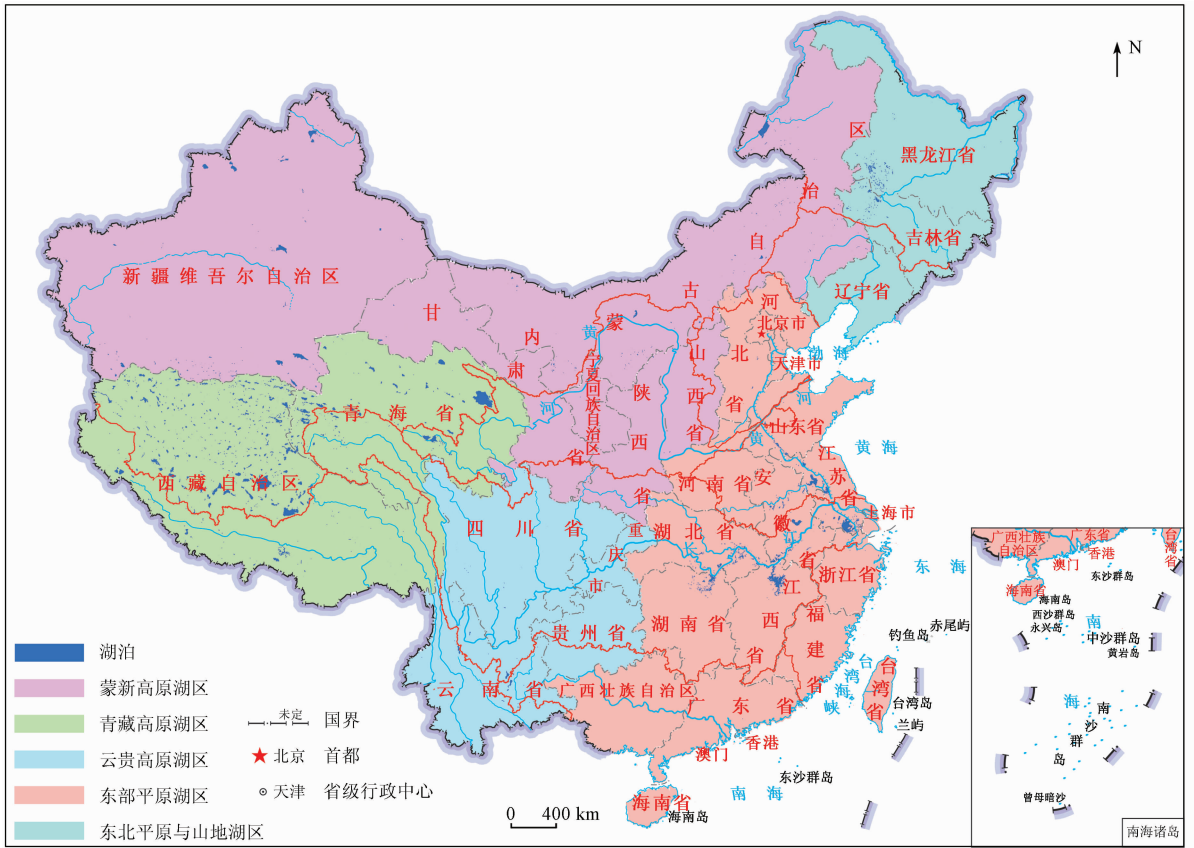 N
黑龙江省
吉林省
辽宁省
内
蒙
古
自
治
区
新疆维吾尔自治区
甘
肃
省
宁夏回族自治区
陕
西
省
山
西
省
河
北
省
北京市
天津市
渤海
黄
河
河
黄
山东省
黄海
青海省
西藏自治区
四川省
重
庆
市
河南省
安
徽
省
江
苏
省
上海市
湖北省
长
江
浙江省
东海
江
西
省
湖南省
福
建
省
贵州省
云南省
广西壮族自治区
广东省
台
湾
海
峡
台
湾
省
钓鱼岛
赤尾屿
台湾岛
兰屿
香港
澳门
东沙群岛
南海
海南省
海南岛
湖泊
蒙新高原湖区
青藏高原湖区
云贵高原湖区
东部平原湖区
东北平原与山地湖区
未定
国界
北京
首都
天津
省级行政中心
0 400 km
广西壮族
自治区
广东省
香港
澳门
台
湾
省
东沙群岛
海南省
海南岛
西沙群岛
永兴岛
南
中沙群岛
黄岩岛
海
南
沙
群
岛
曾母暗沙
南海诸岛